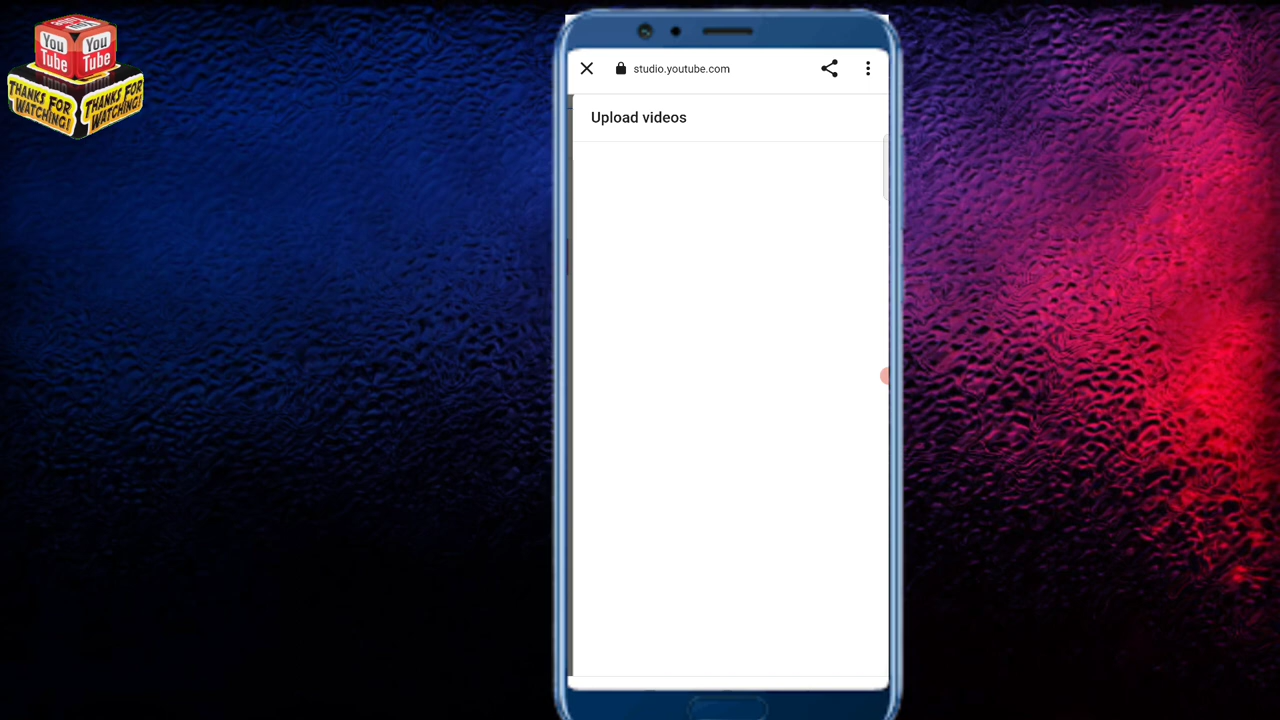 You
Tube
You
Tube
THANKS FOR
WATCHING!
THANKS FOR
WATCHING!
studio.youtube.com
Upload videos